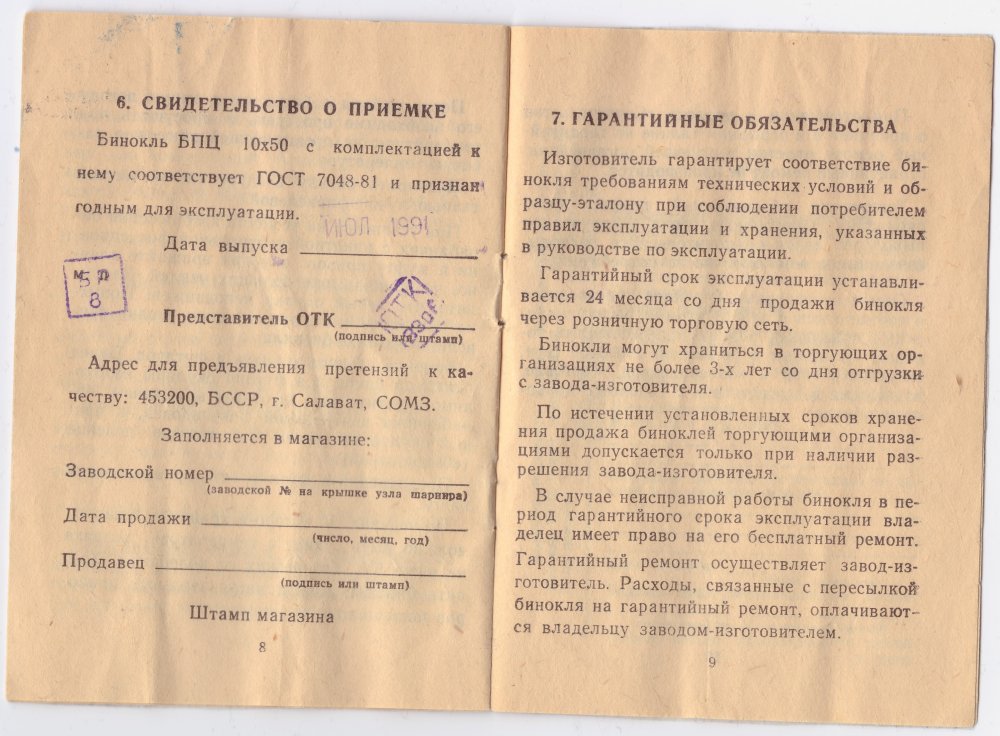 6. СВИДЕТЕЛЬСТВО О ПРИЕМКЕ
Бинокль БПЦ 10х50 с комплектацией к
нему соответствует ГОСТ 7048-81 и признан
годным для эксплуатации.
ИЮЛ 1991
Дата выпуска
М. П.
8
Представитель ОТК
ОТК
(подпись или штамп)
Адрес для предъявления претензий к ка-
честву: 453200, БССР, г. Салават, СОМЗ.
Заполняется в магазине:
Заводской номер
(заводской № на крышке узла шарнира)
Дата продажи
(число, месяц, год)
Продавец
(подпись или штамп)
Штамп магазина
8
7. ГАРАНТИЙНЫЕ ОБЯЗАТЕЛЬСТВА
Изготовитель гарантирует соответствие би-
нокля требованиям технических условий и об-
разцу-эталону при соблюдении потребителем
правил эксплуатации и хранения, указанных
в руководстве по эксплуатации.
Гарантийный срок эксплуатации устанавли-
вается 24 месяца со дня продажи бинокля
через розничную торговую сеть.
Бинокли могут храниться в торгующих ор-
ганизациях не более 3-х лет со дня отгрузки
с завода-изготовителя.
По истечении установленных сроков хране-
ния продажа биноклей торгующими организа-
циями допускается только при наличии раз-
решения завода-изготовителя.
В случае неисправной работы бинокля в пе-
риод гарантийного срока эксплуатации вла-
делец имеет право на его бесплатный ремонт.
Гарантийный ремонт осуществляет завод-из-
готовитель. Расходы, связанные с пересылкой
бинокля на гарантийный ремонт, оплачивают-
ся владельцу заводом-изготовителем.
9